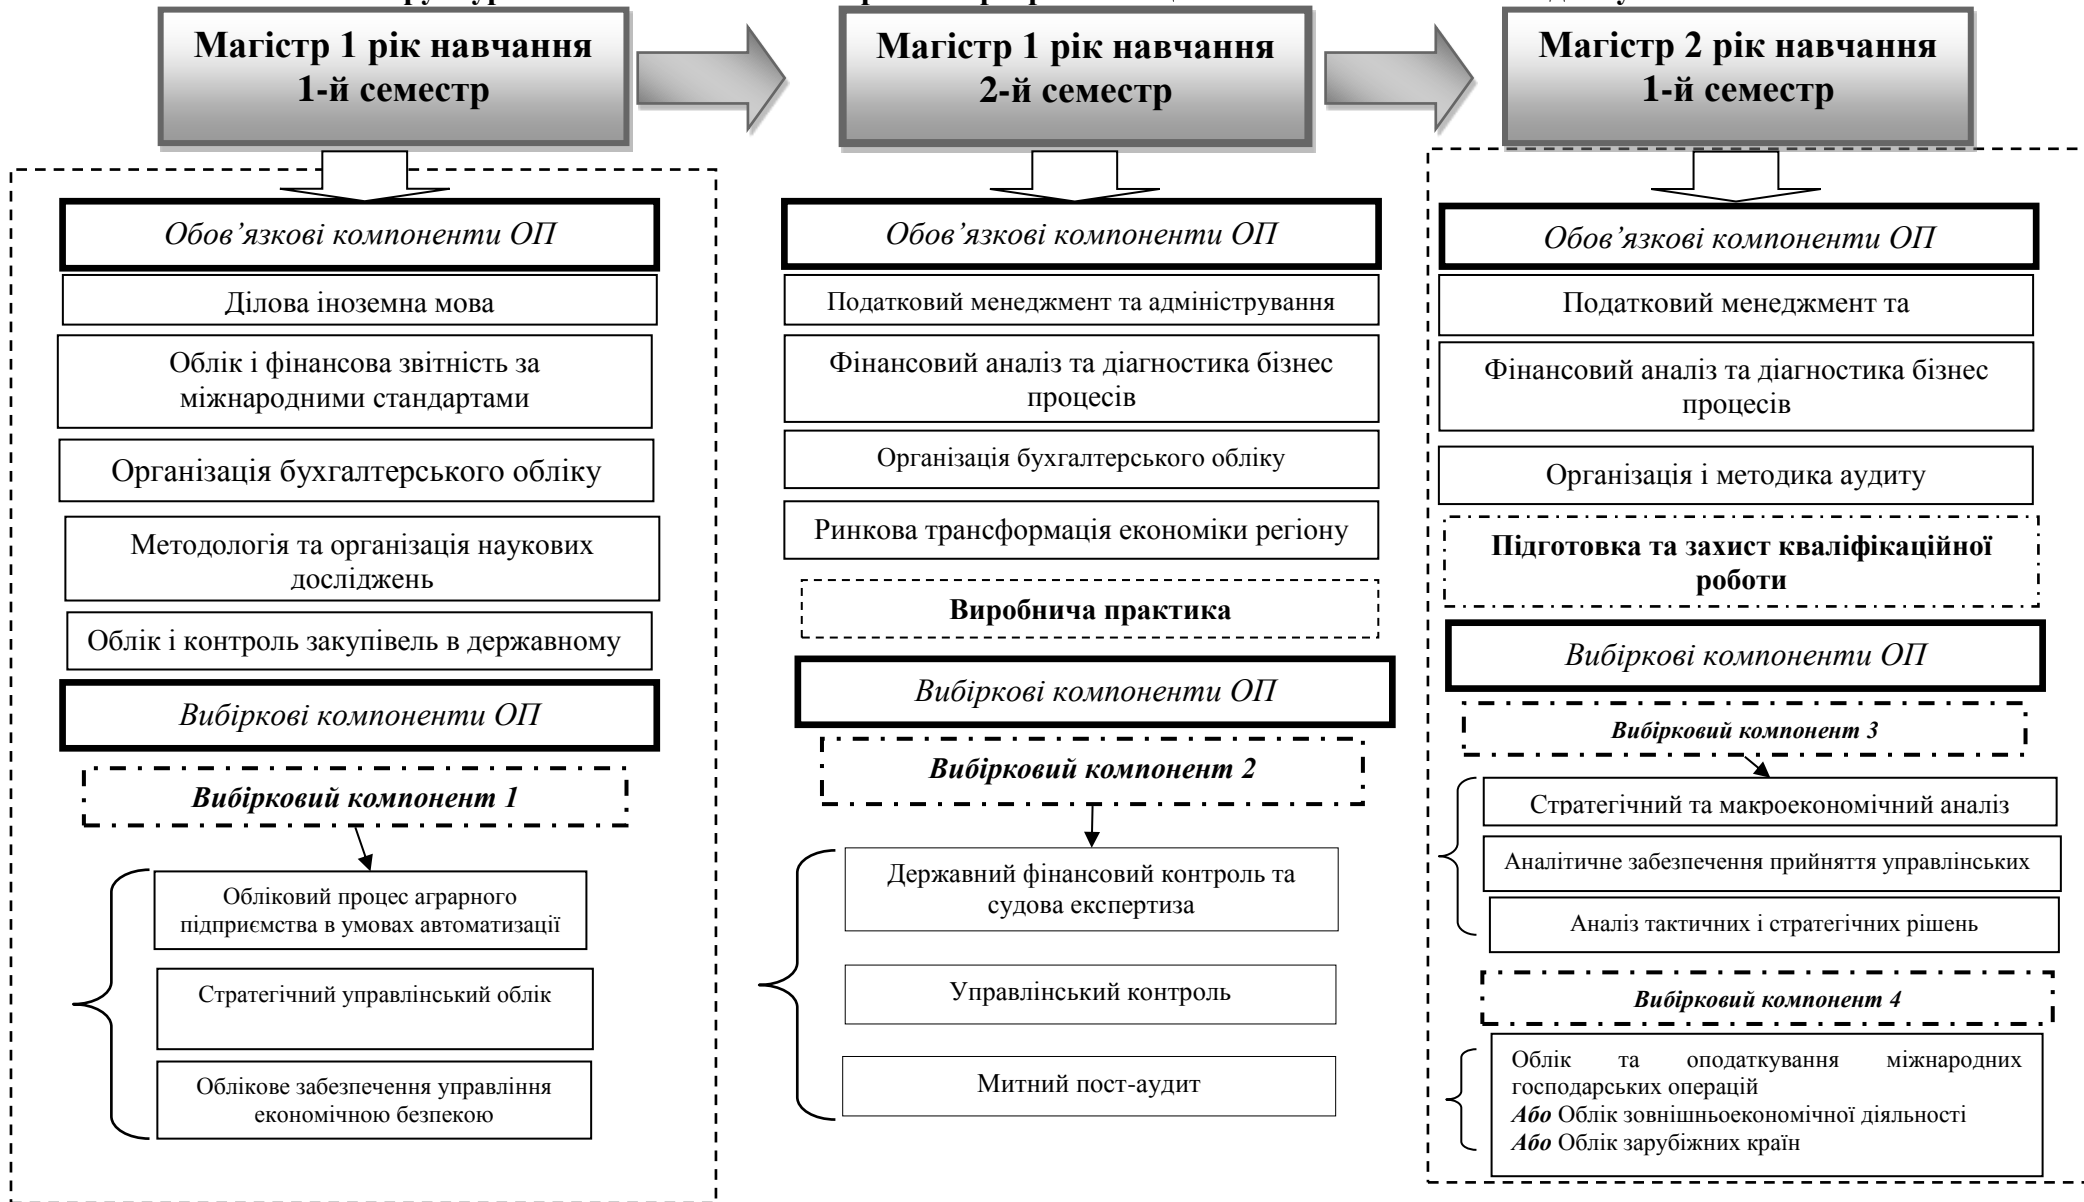 Магістр 1 рік навчання
1-й семестр
Обов’язкові компоненти ОП
Ділова іноземна мова
Облік і фінансова звітність за
міжнародними стандартами
Організація бухгалтерського обліку
Методологія та організація наукових
досліджень
Облік і контроль закупівель в державному
Вибіркові компоненти ОП
Вибірковий компонент 1
Обліковий процес аграрного
підприємства в умовах автоматизації
Стратегічний управлінський облік
Облікове забезпечення управління
економічною безпекою
Магістр 1 рік навчання
2-й семестр
Обов’язкові компоненти ОП
Податковий менеджмент та адміністрування
Фінансовий аналіз та діагностика бізнес
процесів
Організація бухгалтерського обліку
Ринкова трансформація економіки регіону
Виробнича практика
Вибіркові компоненти ОП
Вибірковий компонент 2
Державний фінансовий контроль та
судова експертиза
Управлінський контроль
Митний пост-аудит
Магістр 2 рік навчання
1-й семестр
Обов’язкові компоненти ОП
Податковий менеджмент та
Фінансовий аналіз та діагностика бізнес
процесів
Організація і методика аудиту
Підготовка та захист кваліфікаційної
роботи
Вибіркові компоненти ОП
Вибірковий компонент 3
Стратегічний та макроекономічний аналіз
Аналітичне забезпечення прийняття управлінських
Аналіз тактичних і стратегічних рішень
Вибірковий компонент 4
Облік та оподаткування міжнародних
господарських операцій
Або Облік зовнішньоекономічної діяльності
Або Облік зарубіжних країн